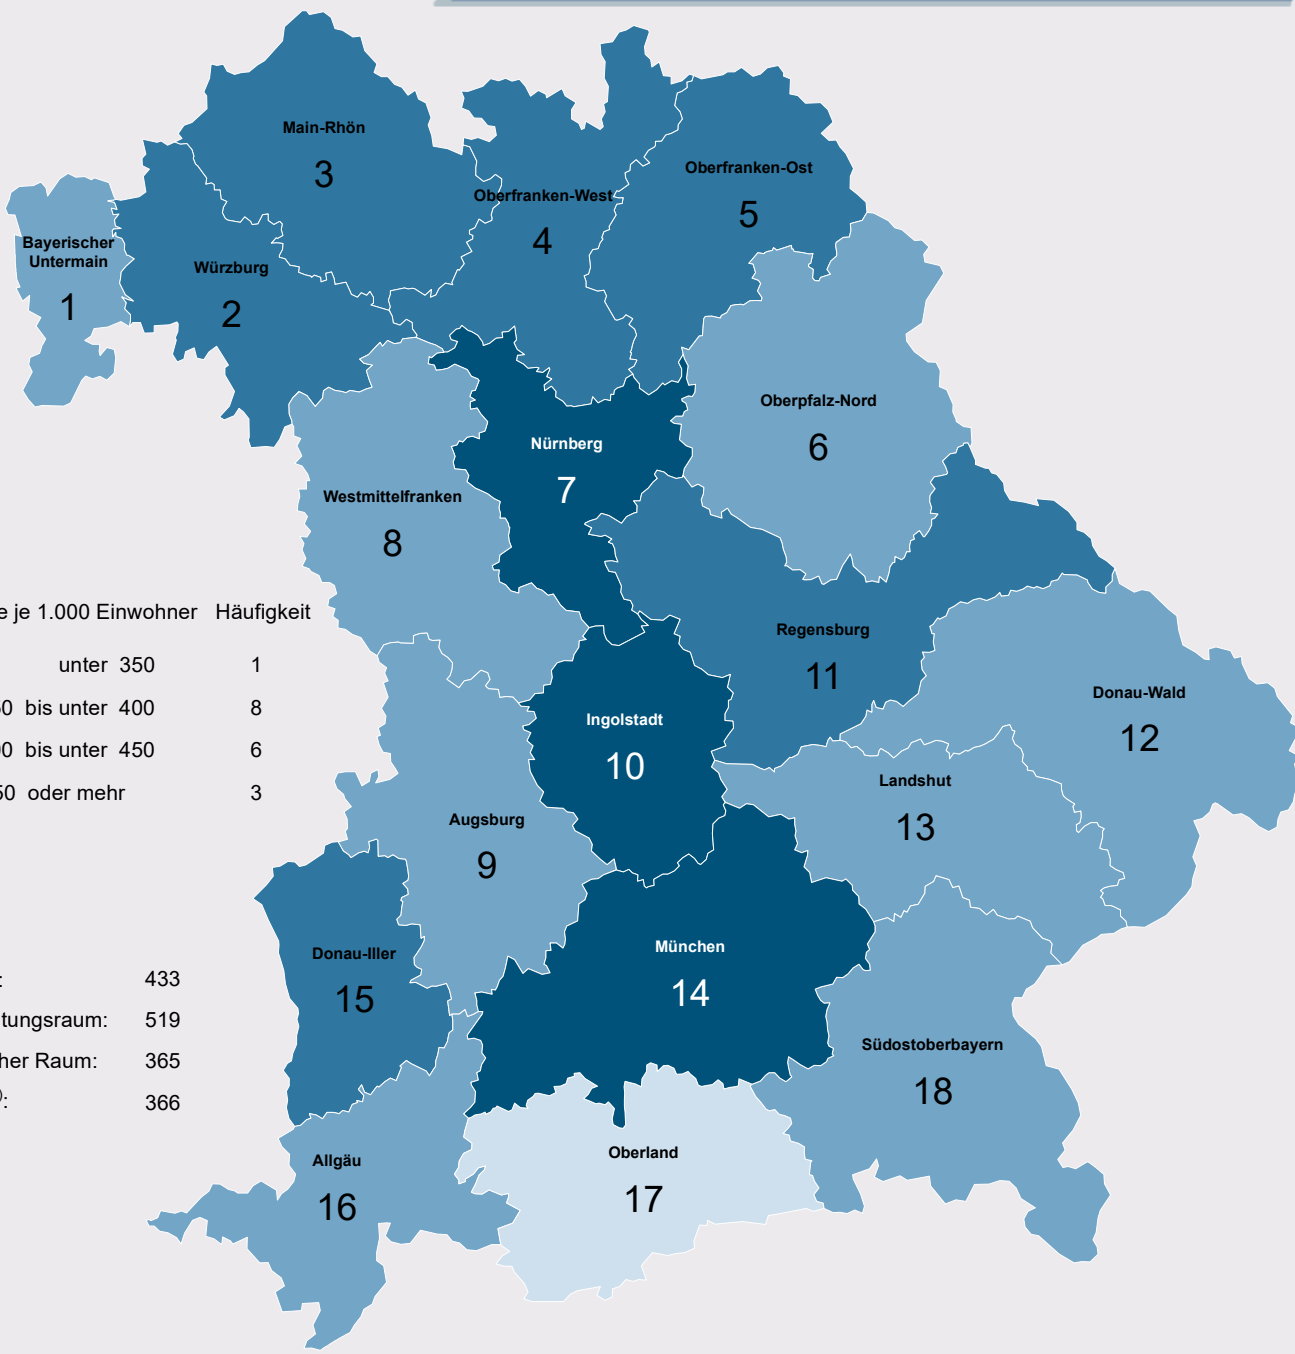 Main-Rhön
3
Oberfranken-West
4
Oberfranken-Ost
5
Bayerischer
Untermain
1
Würzburg
2
Oberpfalz-Nord
6
Nürnberg
7
Westmittelfranken
8
e je 1.000 Einwohner Häufigkeit
unter 350 1
0 bis unter 400 8
0 bis unter 450 6
50 oder mehr 3
Regensburg
11
Donau-Wald
12
Ingolstadt
10
Landshut
13
Augsburg
9
Donau-Iller
15
München
14
: 433
tungsraum: 519
her Raum: 365
): 366
Südostoberbayern
18
Allgäu
16
Oberland
17